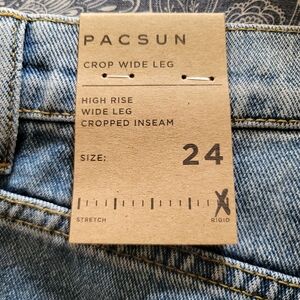 PACSUN
CROP WIDE LEG
HIGH RISE
WIDE LEG
CROPPED INSEAM
SIZE: 24
X
STRETCH RIGID